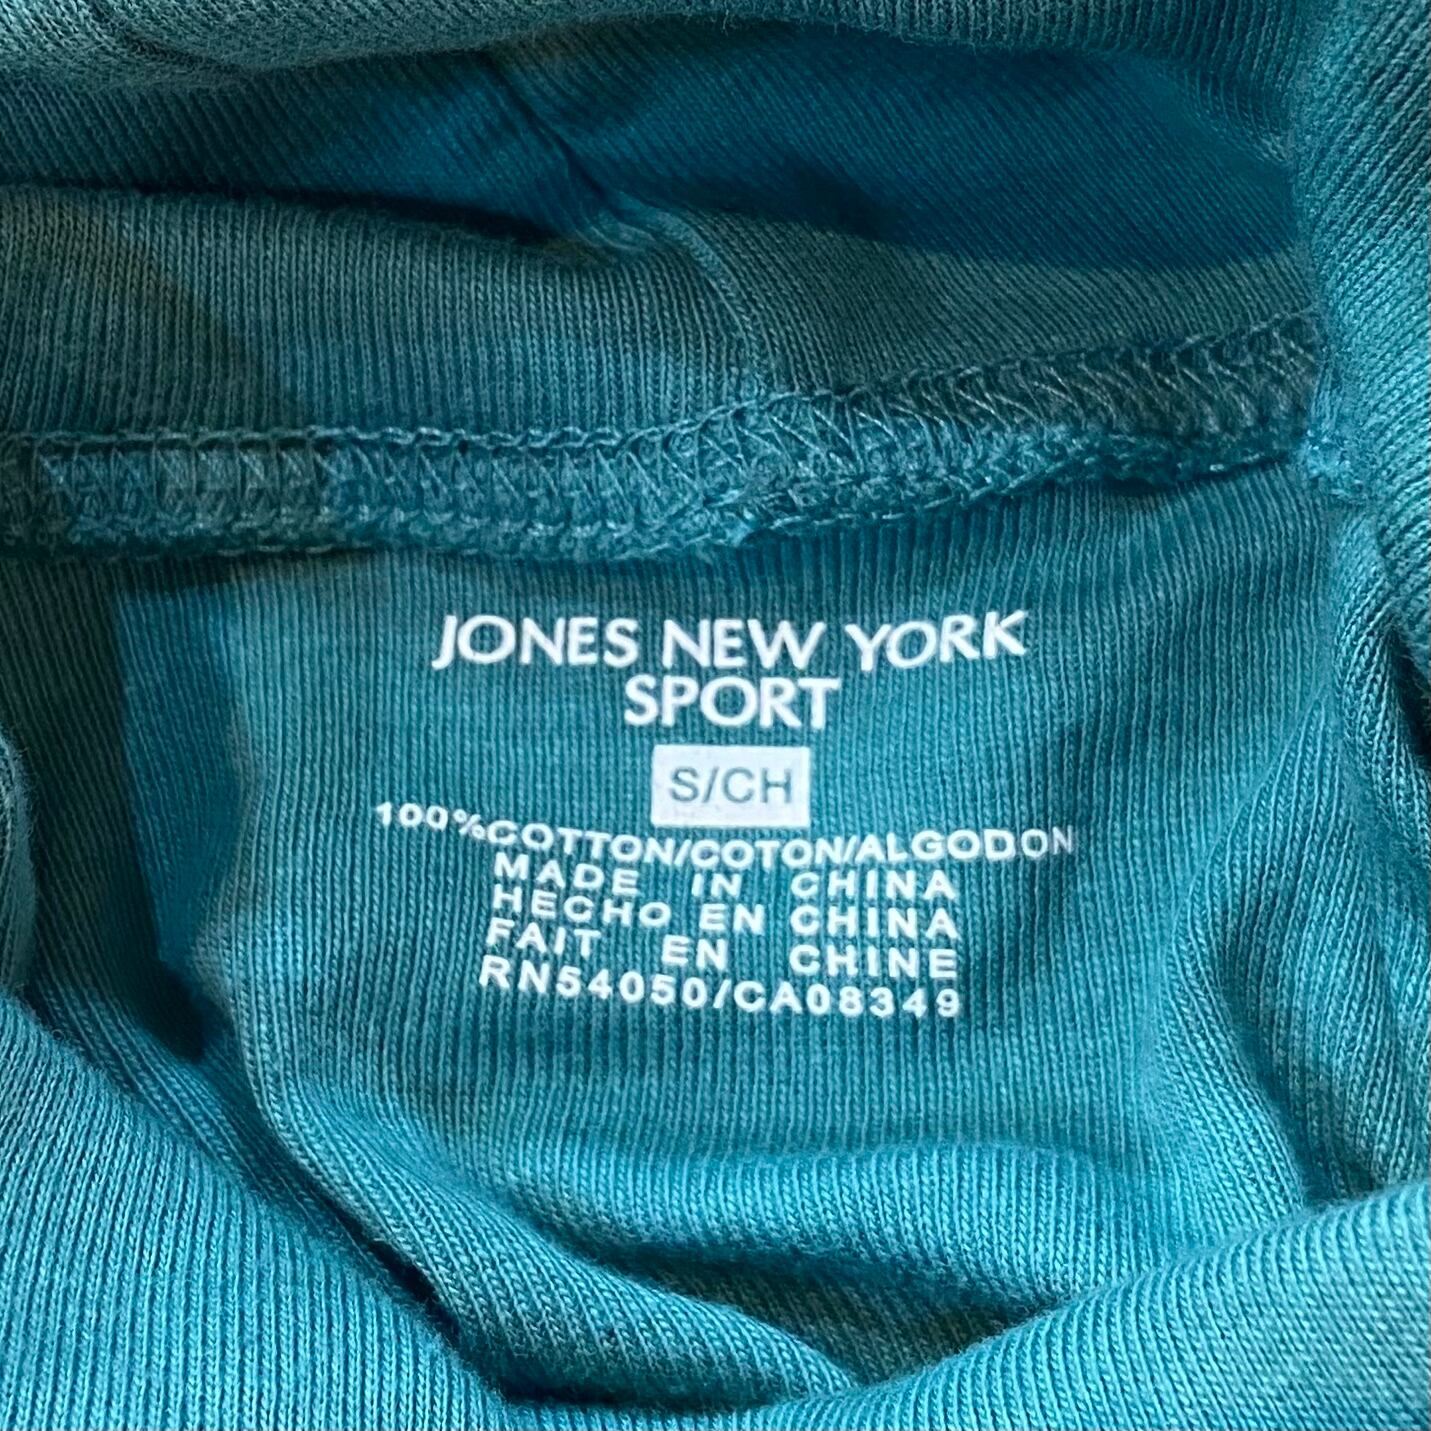 JONES NEW YORK
SPORT
S/CH
100%COTTON/COTON/ALGODON
MADE IN CHINA
HECHO EN CHINA
FAIT EN CHINE
RN54050/CA08349